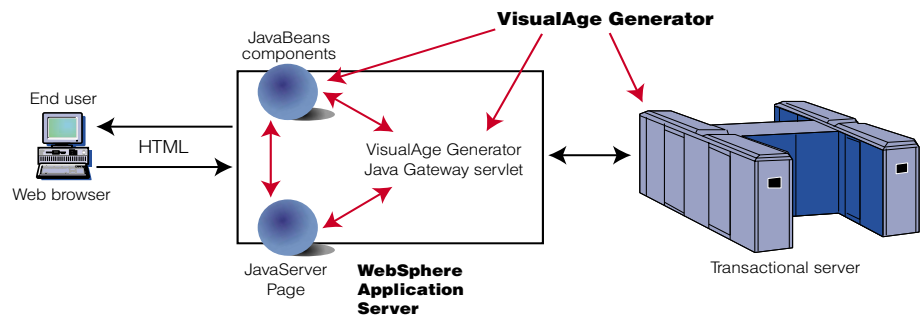 VisualAge Generator
JavaBeans
components
End user
HTML
Web browser
VisualAge Generator
Java Gateway servlet
JavaServer
Page
WebSphere
Application
Server
Transactional server